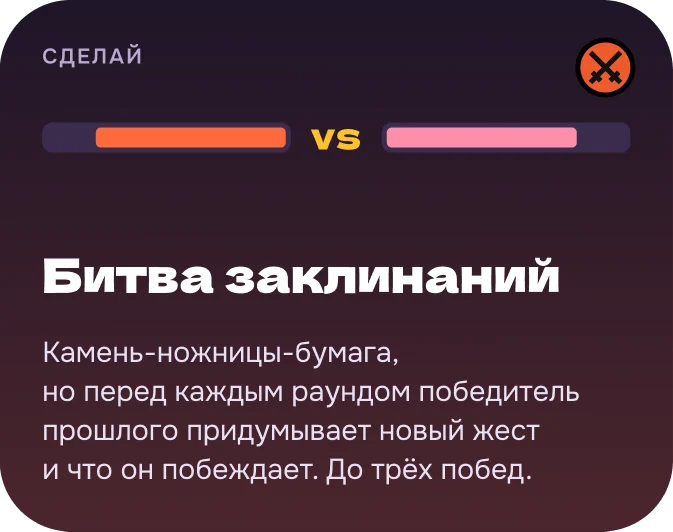 СДЕЛАЙ
VS
Битва заклинаний
Камень-ножницы-бумага,
но перед каждым раундом победитель
прошлого придумывает новый жест
и что он побеждает. До трёх побед.